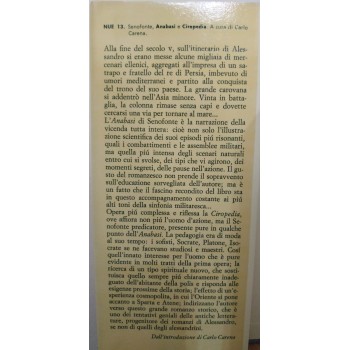 NUE 13. Senofonte, Anabasi e Ciropedia. A cura di Carlo
Carena.
Alla fine del secolo v, sull'itinerario di Ales-
sandro si erano messe alcune migliaia di mer-
cenari ellenici, aggregati all'impresa di un sa-
trapo e fratello del re di Persia, imbevuto di
umori mediterranei e partito alla conquista
del trono del suo paese. La grande carovana
si addentrò nell'Asia minore. Vinta in batta-
glia, la colonna rimase senza capi e dovette
cercarsi una via per tornare al mare...
L'Anabasi di Senofonte è la narrazione della
vicenda tutta intera: cioè non solo l'illustra-
zione scientifica dei suoi episodi più risonanti,
quali i combattimenti e le assemblee militari,
ma quella più intensa degli scenari naturali
entro cui si svolse, dei tipi che vi agirono, dei
momenti segreti, delle pause nell'azione. Il gu-
sto del romanzesco non prende il sopravvento
sull'educazione sorvegliata dell'autore; ma è
un fatto che il fascino recondito del libro sta
in questo accompagnamento costante ai più
alti toni della sinfonia militaresca...
Opera più complessa e riflessa la Ciropedia,
ove affiora non l'uomo d'azione, ma il Seno-
fonte predicatore, presente pure in qualche
punto dell'Anabasi. La pedagogia era di moda
al suo tempo: i sofisti, Socrate, Platone, Iso-
crate se ne facevano studiosi e maestri. Così
quell'innato interesse per l'uomo che è pure
evidente in molti tratti della prima opera; la
ricerca di un tipo spirituale nuovo, che sosti-
tuisca quello sempre più chiaramente inade-
guato dell'abitante della polis e risponda alle
esigenze prossime della storia; l'effetto di un'e-
sperienza cosmopolita, in cui l'Oriente si pone
accanto a Sparta e Atene; indirizzano l'autore
verso questo grande romanzo storico, che è
uno dei tentativi geniali delle antiche lettera-
ture, progenitore dei romanzi di Alessandro,
se non di quelli degli alessandrini.
Dall'introduzione di Carlo Carena